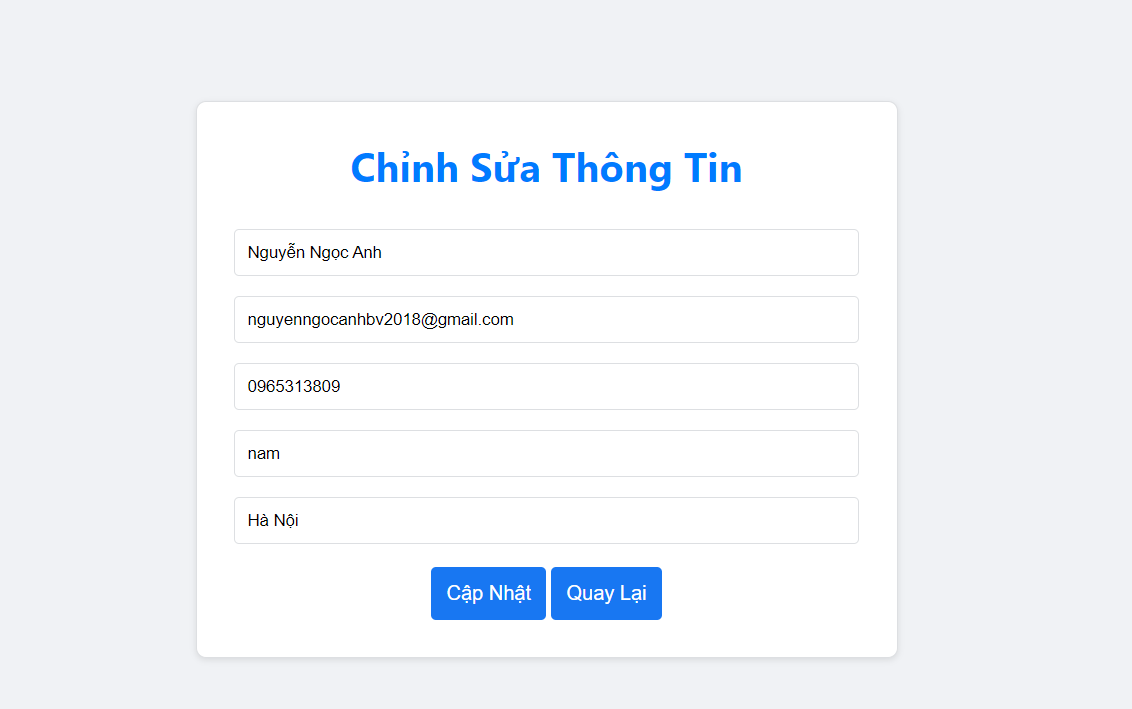 Chỉnh Sửa Thông Tin
Nguyễn Ngọc Anh
nguyenngocanhbv2018@gmail.com
0965313809
nam
Hà Nội
Cập Nhật Quay Lại